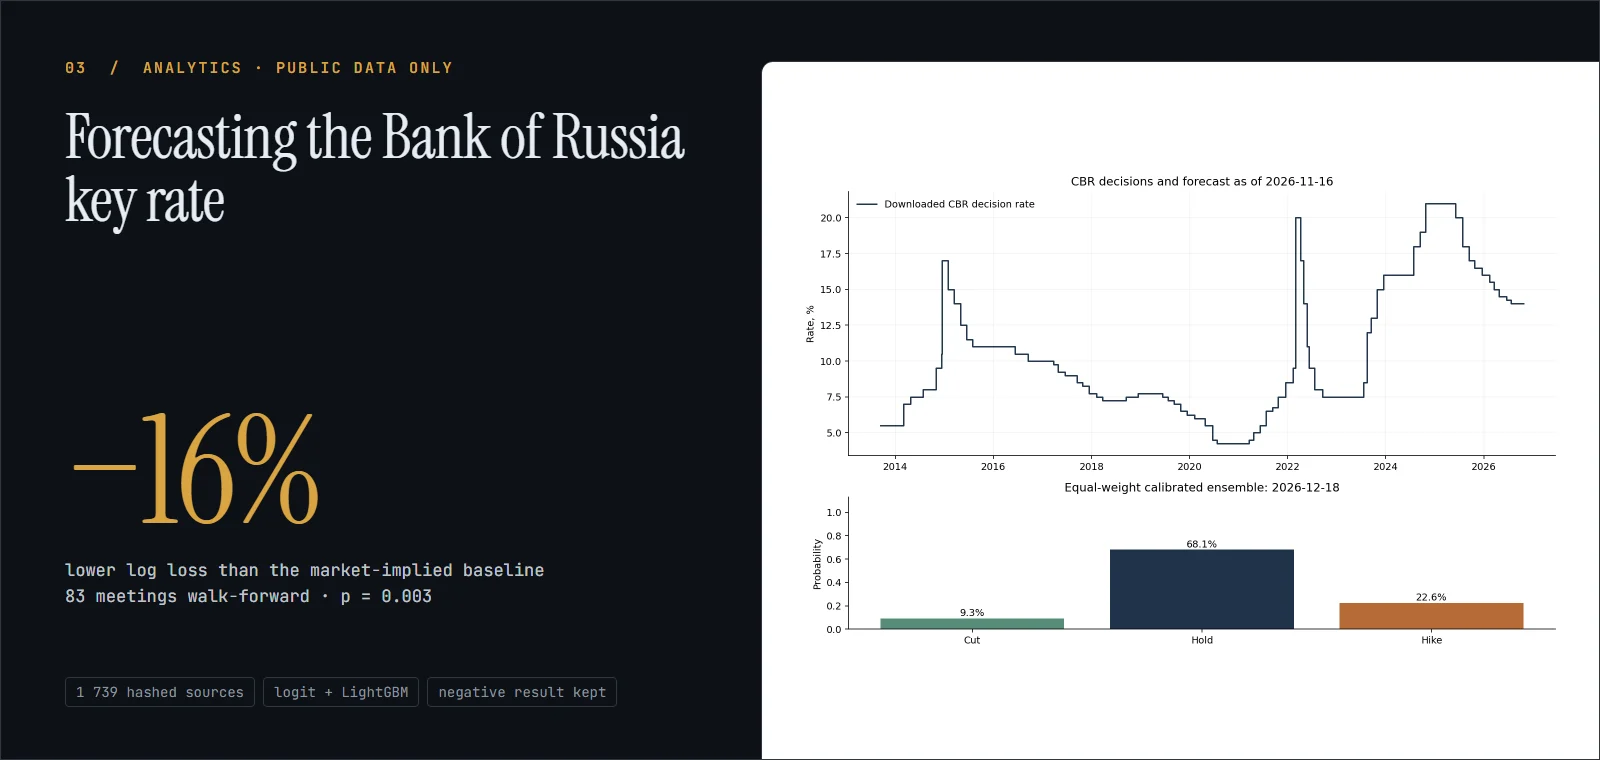 03 / ANALYTICS · PUBLIC DATA ONLY
Forecasting the Bank of Russia
key rate
−16%
lower log loss than the market-implied baseline
83 meetings walk-forward · p = 0.003
1 739 hashed sources
logit + LightGBM
negative result kept
CBR decisions and forecast as of 2026-11-16
Downloaded CBR decision rate
Rate, %
20.0
17.5
15.0
12.5
10.0
7.5
5.0
2014 2016 2018 2020 2022 2024 2026
Equal-weight calibrated ensemble: 2026-12-18
Probability
1.0
0.8
0.6
0.4
0.2
0.0
9.3%
68.1%
22.6%
Cut Hold Hike